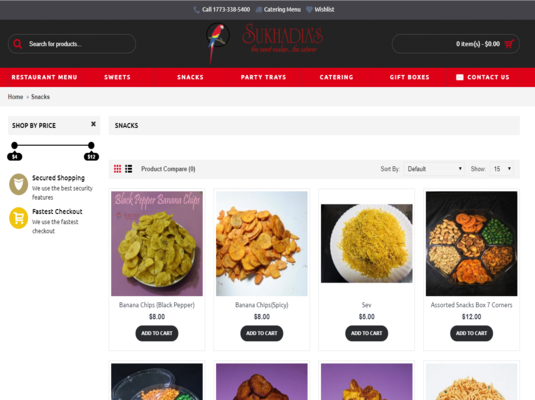 Call 1773-338-5400 Catering Menu Wishlist
Search for products...
SUKHADIA'S
the sweet maker.. the caterer
0 item(s) - $0.00
RESTAURANT MENU SWEETS SNACKS PARTY TRAYS CATERING GIFT BOXES CONTACT US
Home » Snacks
SHOP BY PRICE
$4 $12
Secured Shopping
We use the best security
features
Fastest Checkout
We use the fastest
checkout
SNACKS
Product Compare (0) Sort By: Default Show: 15
Black Pepper Banana Chips
Banana Chips (Black Pepper) Banana Chips(Spicy) Sev Assorted Snacks Box 7 Corners
$8.00 $8.00 $8.00 $12.00
ADD TO CART ADD TO CART ADD TO CART ADD TO CART